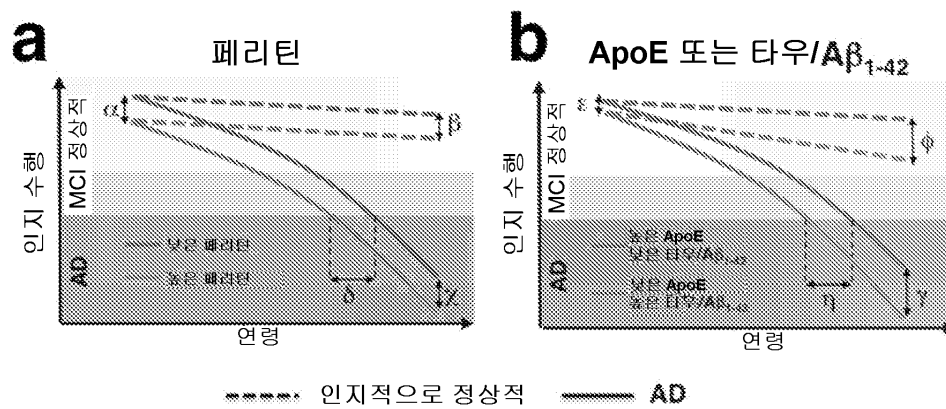 a
페리틴
인지 수행
AD MCI 정상적
α
β
δ
χ
낮은 페리틴
높은 페리틴
연령
b
ApoE 또는 타우/Aβ1-42
인지 수행
AD MCI 정상적
ε
φ
η
γ
높은 ApoE
낮은 타우/Aβ1-42
낮은 ApoE
높은 타우/Aβ1-42
연령
인지적으로 정상적
AD